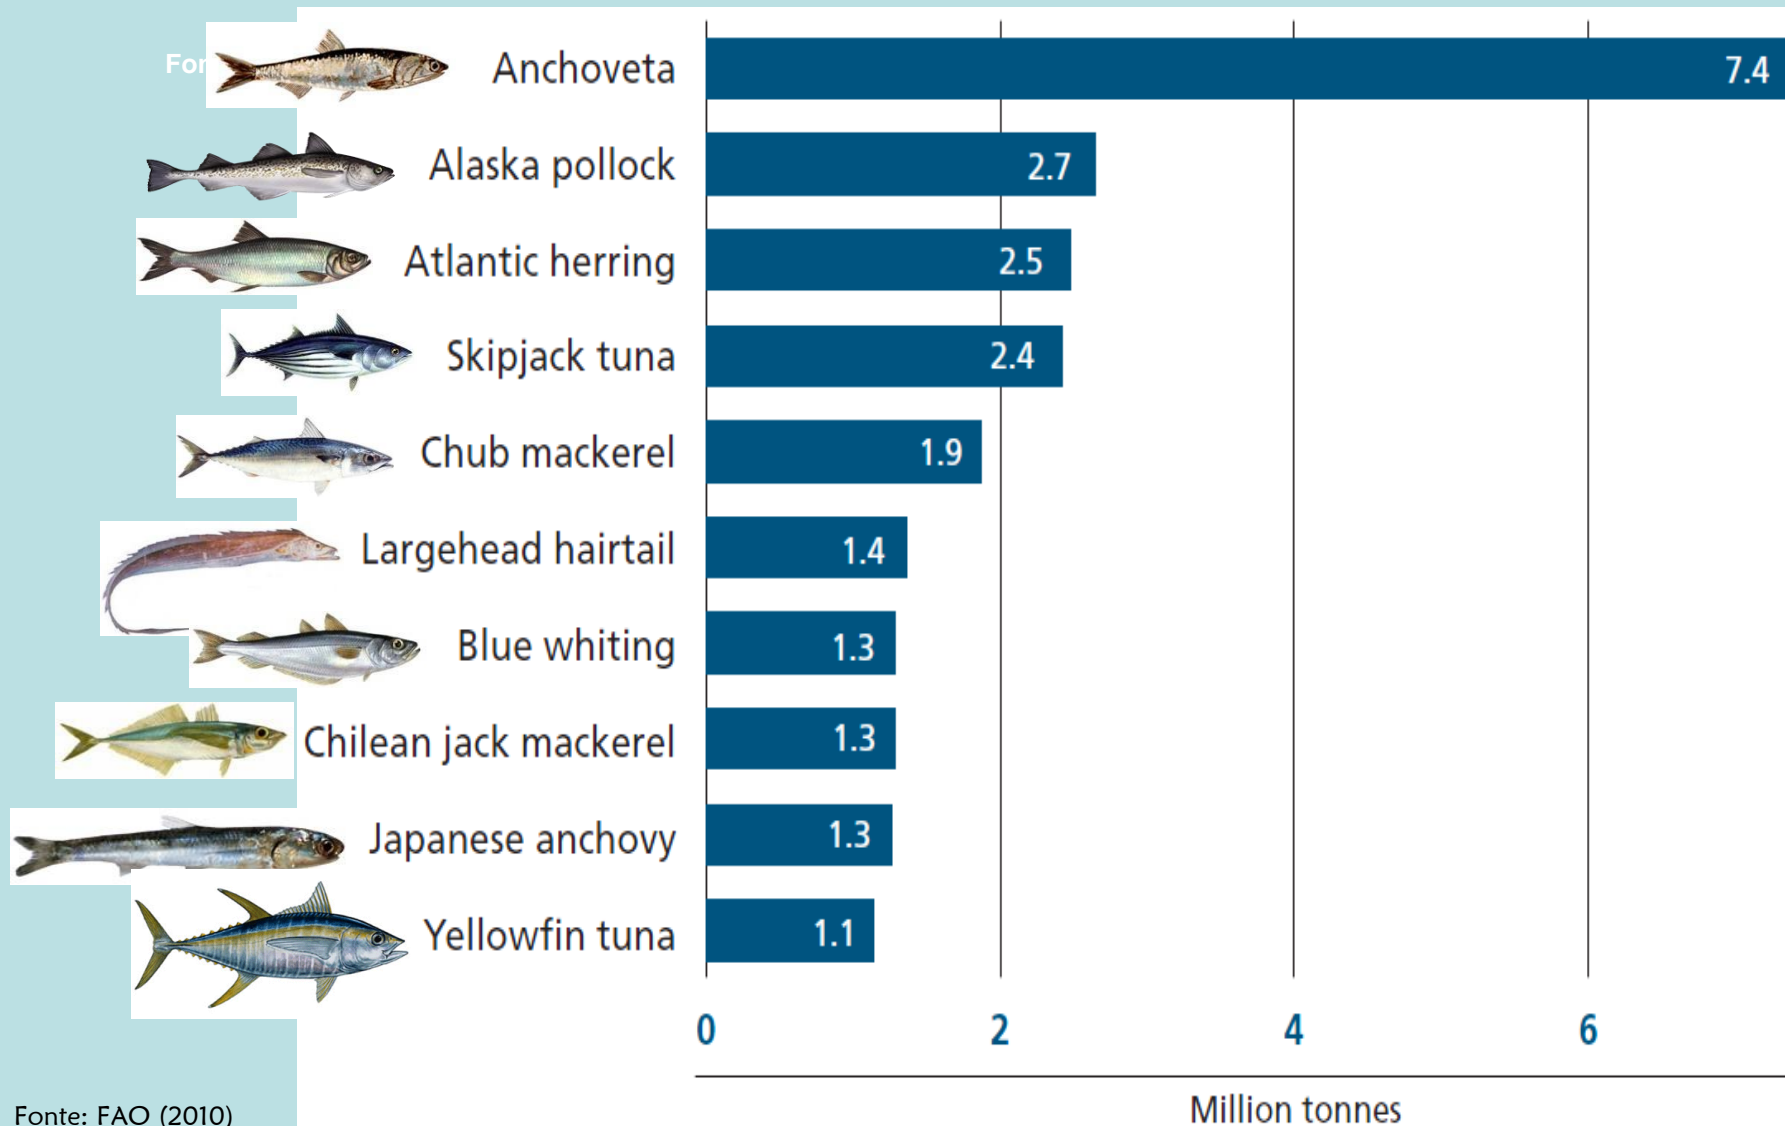 For
Anchoveta 7.4
Alaska pollock 2.7
Atlantic herring 2.5
Skipjack tuna 2.4
Chub mackerel 1.9
Largehead hairtail 1.4
Blue whiting 1.3
Chilean jack mackerel 1.3
Japanese anchovy 1.3
Yellowfin tuna 1.1
0 2 4 6
Million tonnes
Fonte: FAO (2010)